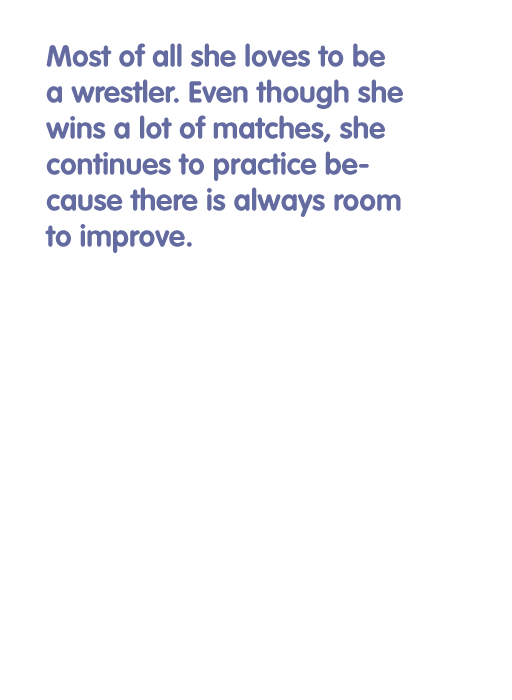 Most of all she loves to be
a wrestler. Even though she
wins a lot of matches, she
continues to practice be-
cause there is always room
to improve.